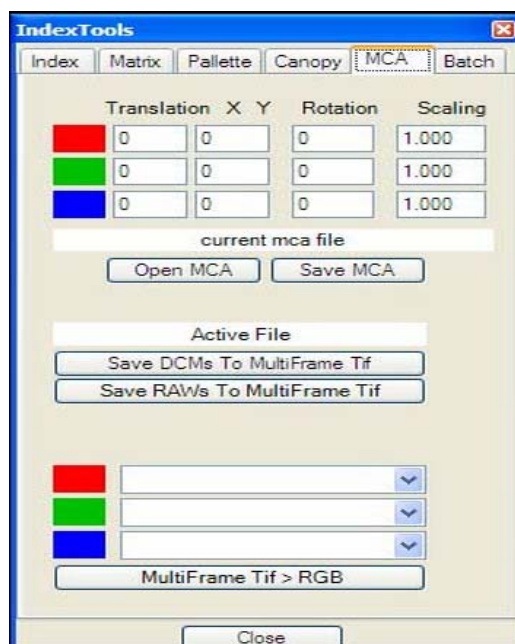 IndexTools
Index Matrix Pallette Canopy MCA Batch
Translation X Y Rotation Scaling
0 0 0 1.000
0 0 0 1.000
0 0 0 1.000
current mca file
Open MCA Save MCA
Active File
Save DCMs To MultiFrame Tif
Save RAWs To MultiFrame Tif
MultiFrame Tif > RGB
Close